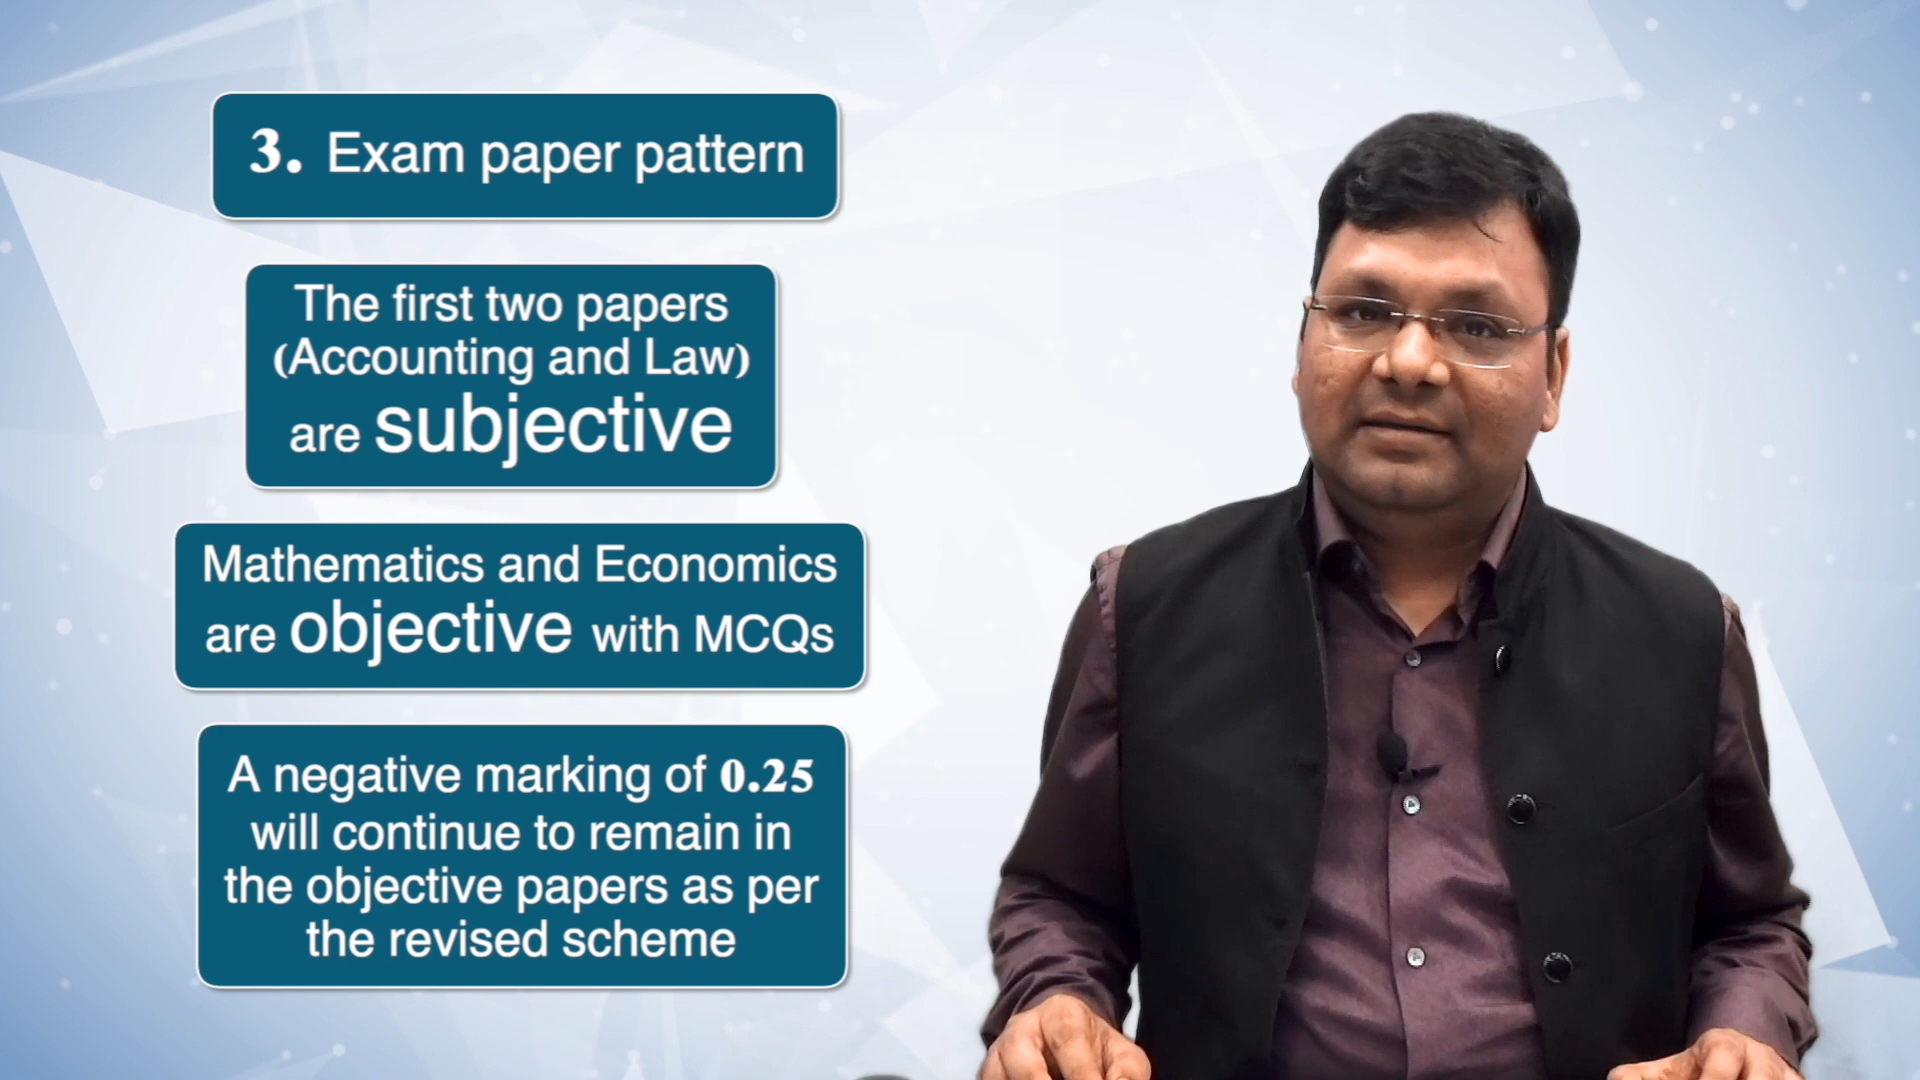 3. Exam paper pattern
The first two papers
(Accounting and Law)
are subjective
Mathematics and Economics
are objective with MCQs
A negative marking of 0.25
will continue to remain in
the objective papers as per
the revised scheme